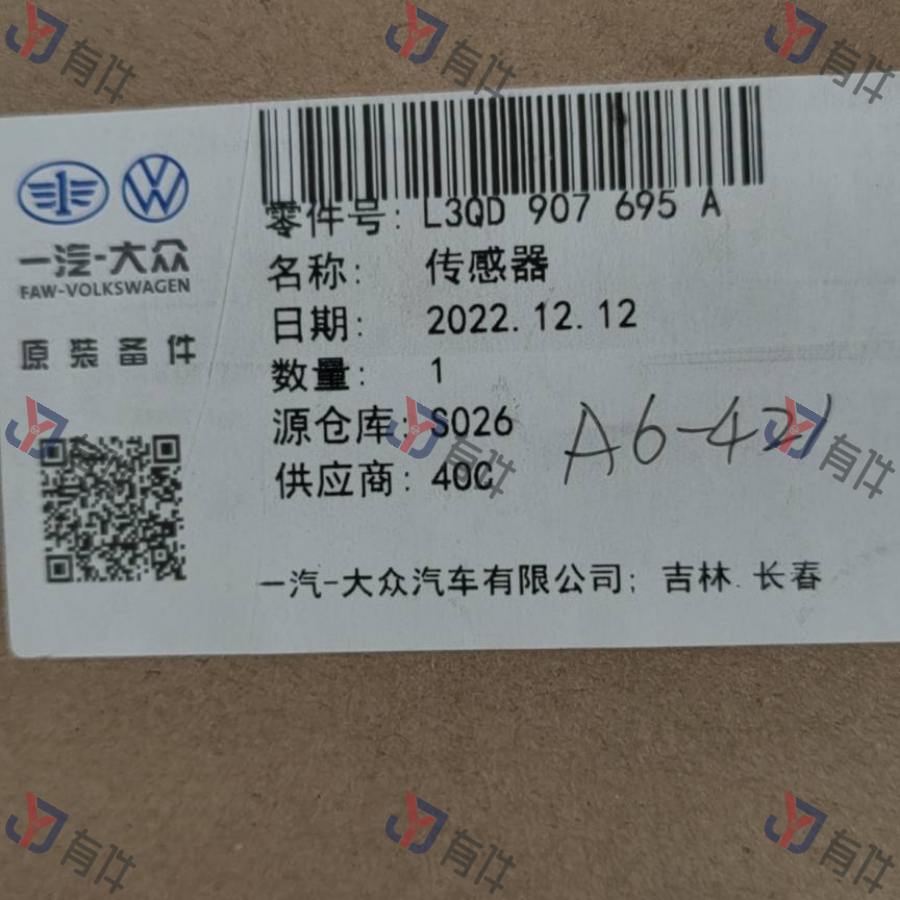 有件 有件 有件
一汽-大众
FAW-VOLKSWAGEN
原装备件
零件号: L3QD 907 695 A
名称: 传感器
日期: 2022.12.12
数量: 1
源仓库: S026
供应商: 40C
A6-421
一汽-大众汽车有限公司; 吉林.长春
有件 有件 有件
有件 有件 有件